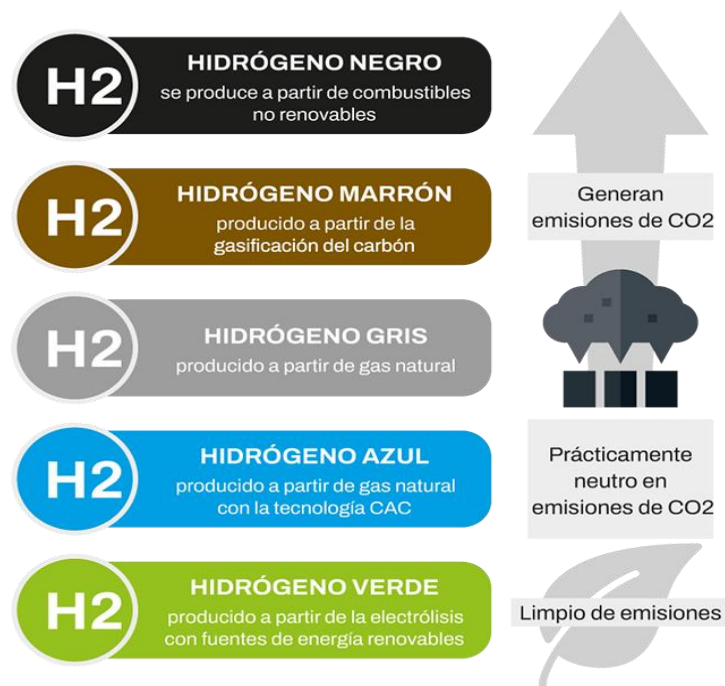 H2
HIDRÓGENO NEGRO
se produce a partir de combustibles
no renovables
H2
HIDRÓGENO MARRÓN
producido a partir de la
gasificación del carbón
Generan
emisiones de CO2
H2
HIDRÓGENO GRIS
producido a partir de gas natural
H2
HIDRÓGENO AZUL
producido a partir de gas natural
con la tecnología CAC
Prácticamente
neutro en
emisiones de CO2
H2
HIDRÓGENO VERDE
producido a partir de la electrólisis
con fuentes de energía renovables
Limpio de emisiones